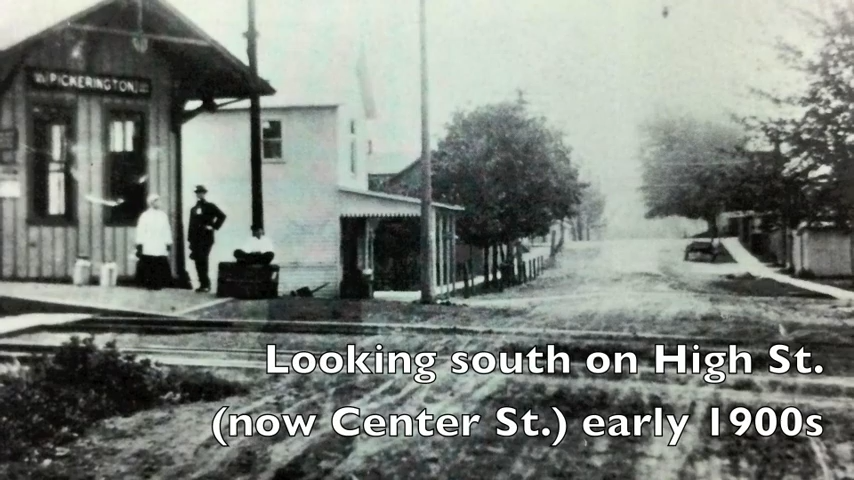 PICKERINGTON
Looking south on High St.
(now Center St.) early 1900s